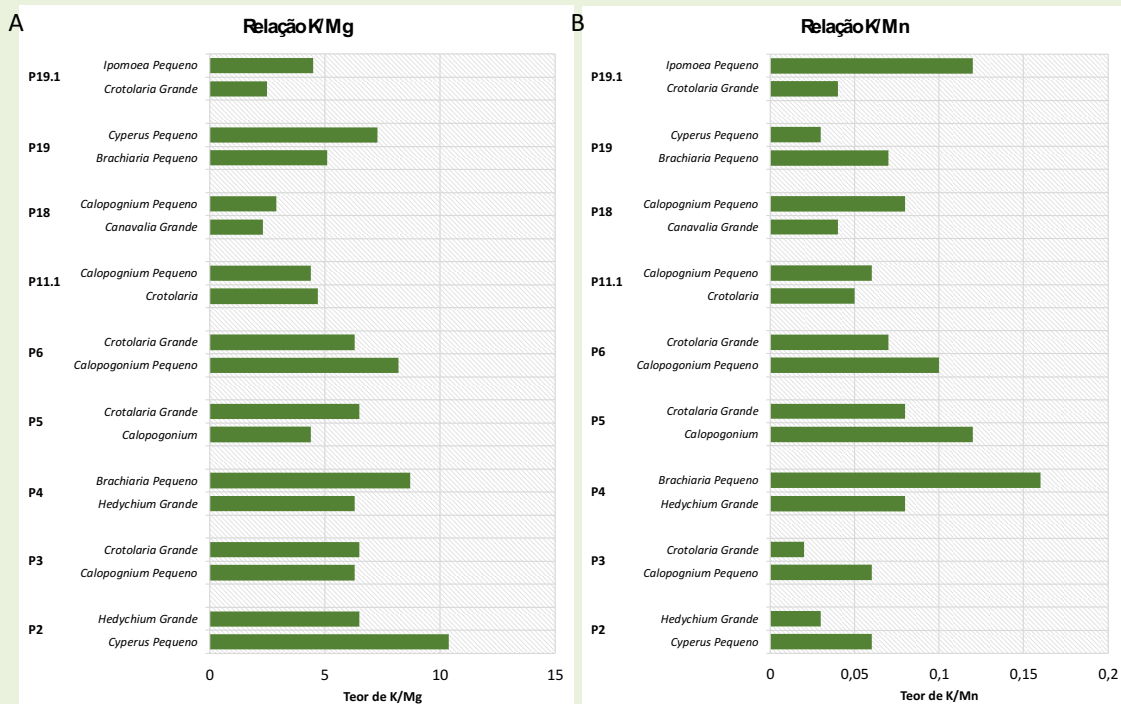 A
Relação K/Mg
P19.1
Ipomoea Pequeno
Crotolaria Grande
P19
Cyperus Pequeno
Brachiaria Pequeno
P18
Calopognium Pequeno
Canavalia Grande
P11.1
Calopognium Pequeno
Crotolaria
P6
Crotolaria Grande
Calopogonium Pequeno
P5
Crotalaria Grande
Calopogonium
P4
Brachiaria Pequeno
Hedychium Grande
P3
Crotolaria Grande
Calopognium Pequeno
P2
Hedychium Grande
Cyperus Pequeno
0 5 10 15
Teor de K/Mg
B
Relação K/Mn
P19.1
Ipomoea Pequeno
Crotolaria Grande
P19
Cyperus Pequeno
Brachiaria Pequeno
P18
Calopognium Pequeno
Canavalia Grande
P11.1
Calopognium Pequeno
Crotolaria
P6
Crotolaria Grande
Calopogonium Pequeno
P5
Crotalaria Grande
Calopogonium
P4
Brachiaria Pequeno
Hedychium Grande
P3
Crotolaria Grande
Calopognium Pequeno
P2
Hedychium Grande
Cyperus Pequeno
0 0,05 0,1 0,15 0,2
Teor de K/Mn